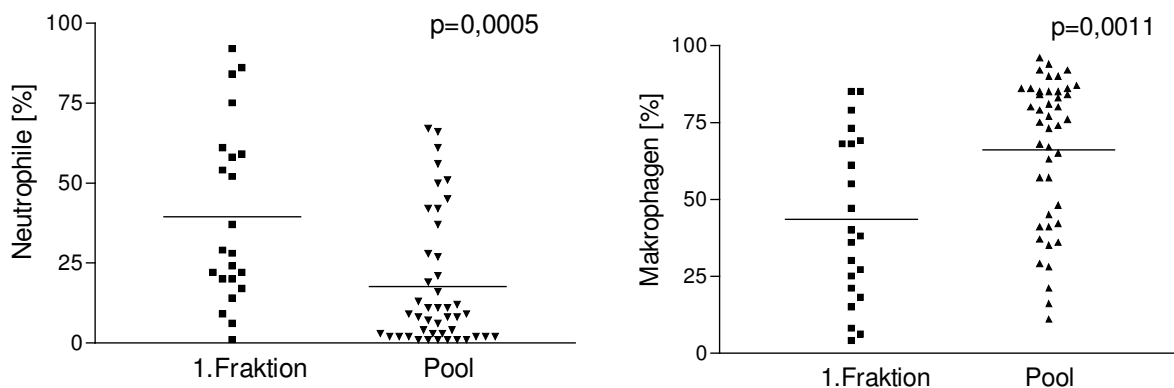 p=0,0005
Neutrophile [%]
100
75
50
25
0
1.Fraktion
Pool
p=0,0011
Makrophagen [%]
100
75
50
25
0
1.Fraktion
Pool